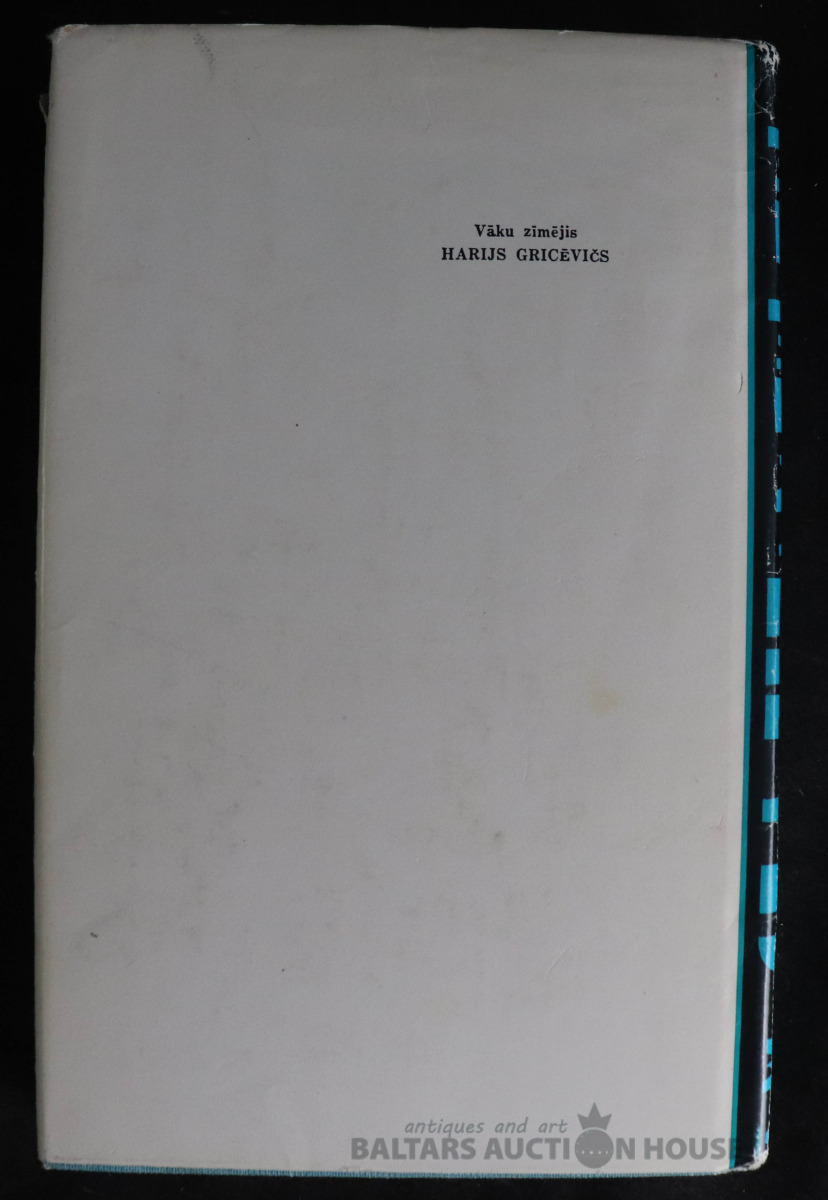 Vāku zīmējis
HARIJS GRICĒVIČS
antiques and art
BALTARS AUCTION HOUSE